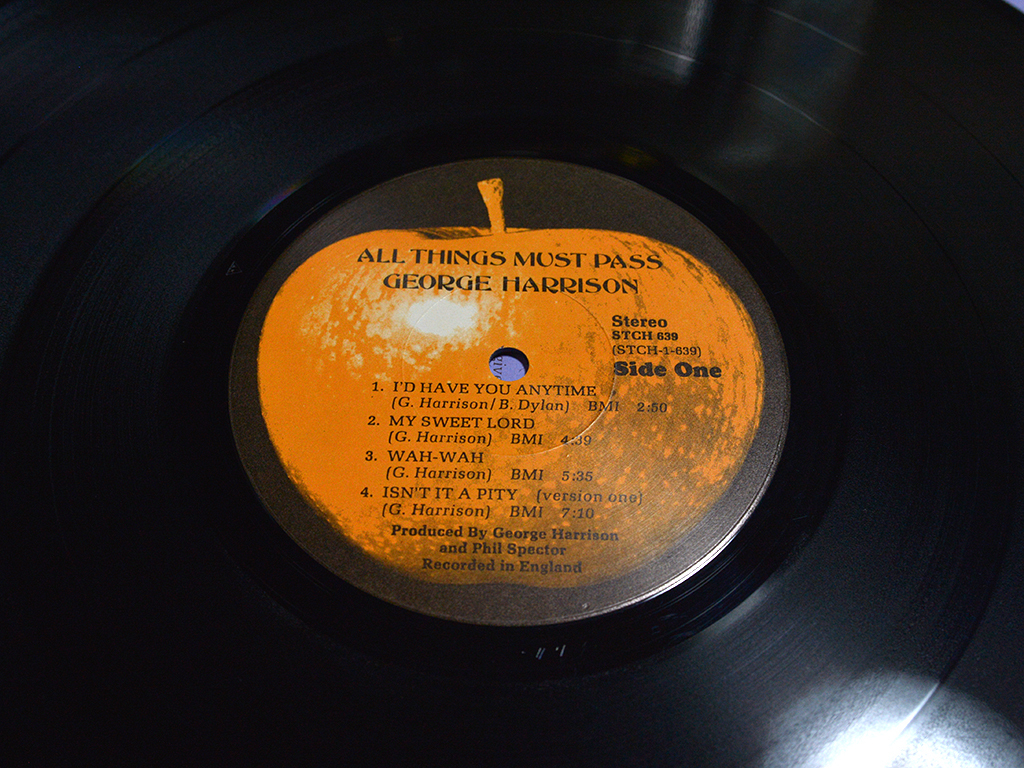 ALL THINGS MUST PASS
GEORGE HARRISON
Stereo
STCH 639
(STCH-1-639)
Side One
1. I'D HAVE YOU ANYTIME
(G. Harrison/B. Dylan) BMI 2:50
2. MY SWEET LORD
(G. Harrison) BMI 4:39
3. WAH-WAH
(G. Harrison) BMI 5:35
4. ISN'T IT A PITY (version one)
(G. Harrison) BMI 7:10
Produced By George Harrison
and Phil Spector
Recorded in England